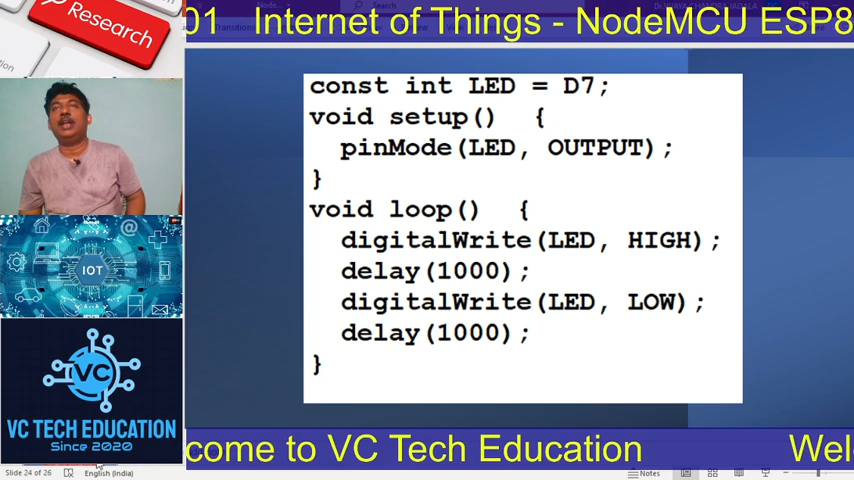 Research
01 Internet of Things - NodeMCU ESP8
const int LED = D7;
void setup() {
pinMode(LED, OUTPUT);
}
void loop() {
digitalWrite(LED, HIGH);
delay(1000);
digitalWrite(LED, LOW);
delay(1000);
}
IOT
VC
VC TECH EDUCATION
Since 2020
come to VC Tech Education Wel
Slide 24 of 26 English (India) Notes